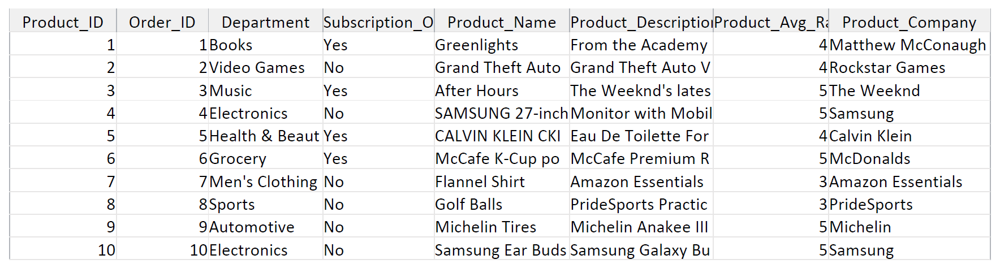 Product_ID Order_ID Department Subscription_O Product_Name Product_Description Product_Avg_Ra Product_Company
1 1 Books Yes Greenlights From the Academy 4 Matthew McConaugh
2 2 Video Games No Grand Theft Auto Grand Theft Auto V 4 Rockstar Games
3 3 Music Yes After Hours The Weeknd's lates 5 The Weeknd
4 4 Electronics No SAMSUNG 27-inch Monitor with Mobil 5 Samsung
5 5 Health & Beaut Yes CALVIN KLEIN CKI Eau De Toilette For 4 Calvin Klein
6 6 Grocery Yes McCafe K-Cup po McCafe Premium R 5 McDonalds
7 7 Men's Clothing No Flannel Shirt Amazon Essentials 3 Amazon Essentials
8 8 Sports No Golf Balls PrideSports Practic 3 PrideSports
9 9 Automotive No Michelin Tires Michelin Anakee III 5 Michelin
10 10 Electronics No Samsung Ear Buds Samsung Galaxy Bu 5 Samsung